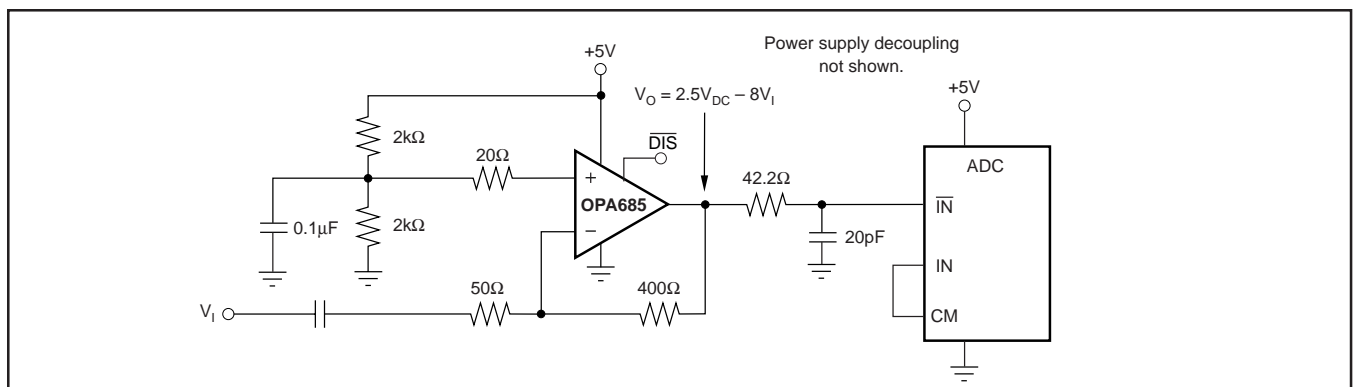 Power supply decoupling
not shown.
+5V
V_O = 2.5V_DC – 8V_I
+5V
2kΩ
20Ω
DIS̅
+
OPA685
–
42.2Ω
ADC
I̅N̅
0.1µF
2kΩ
20pF
IN
50Ω
400Ω
V_I
CM